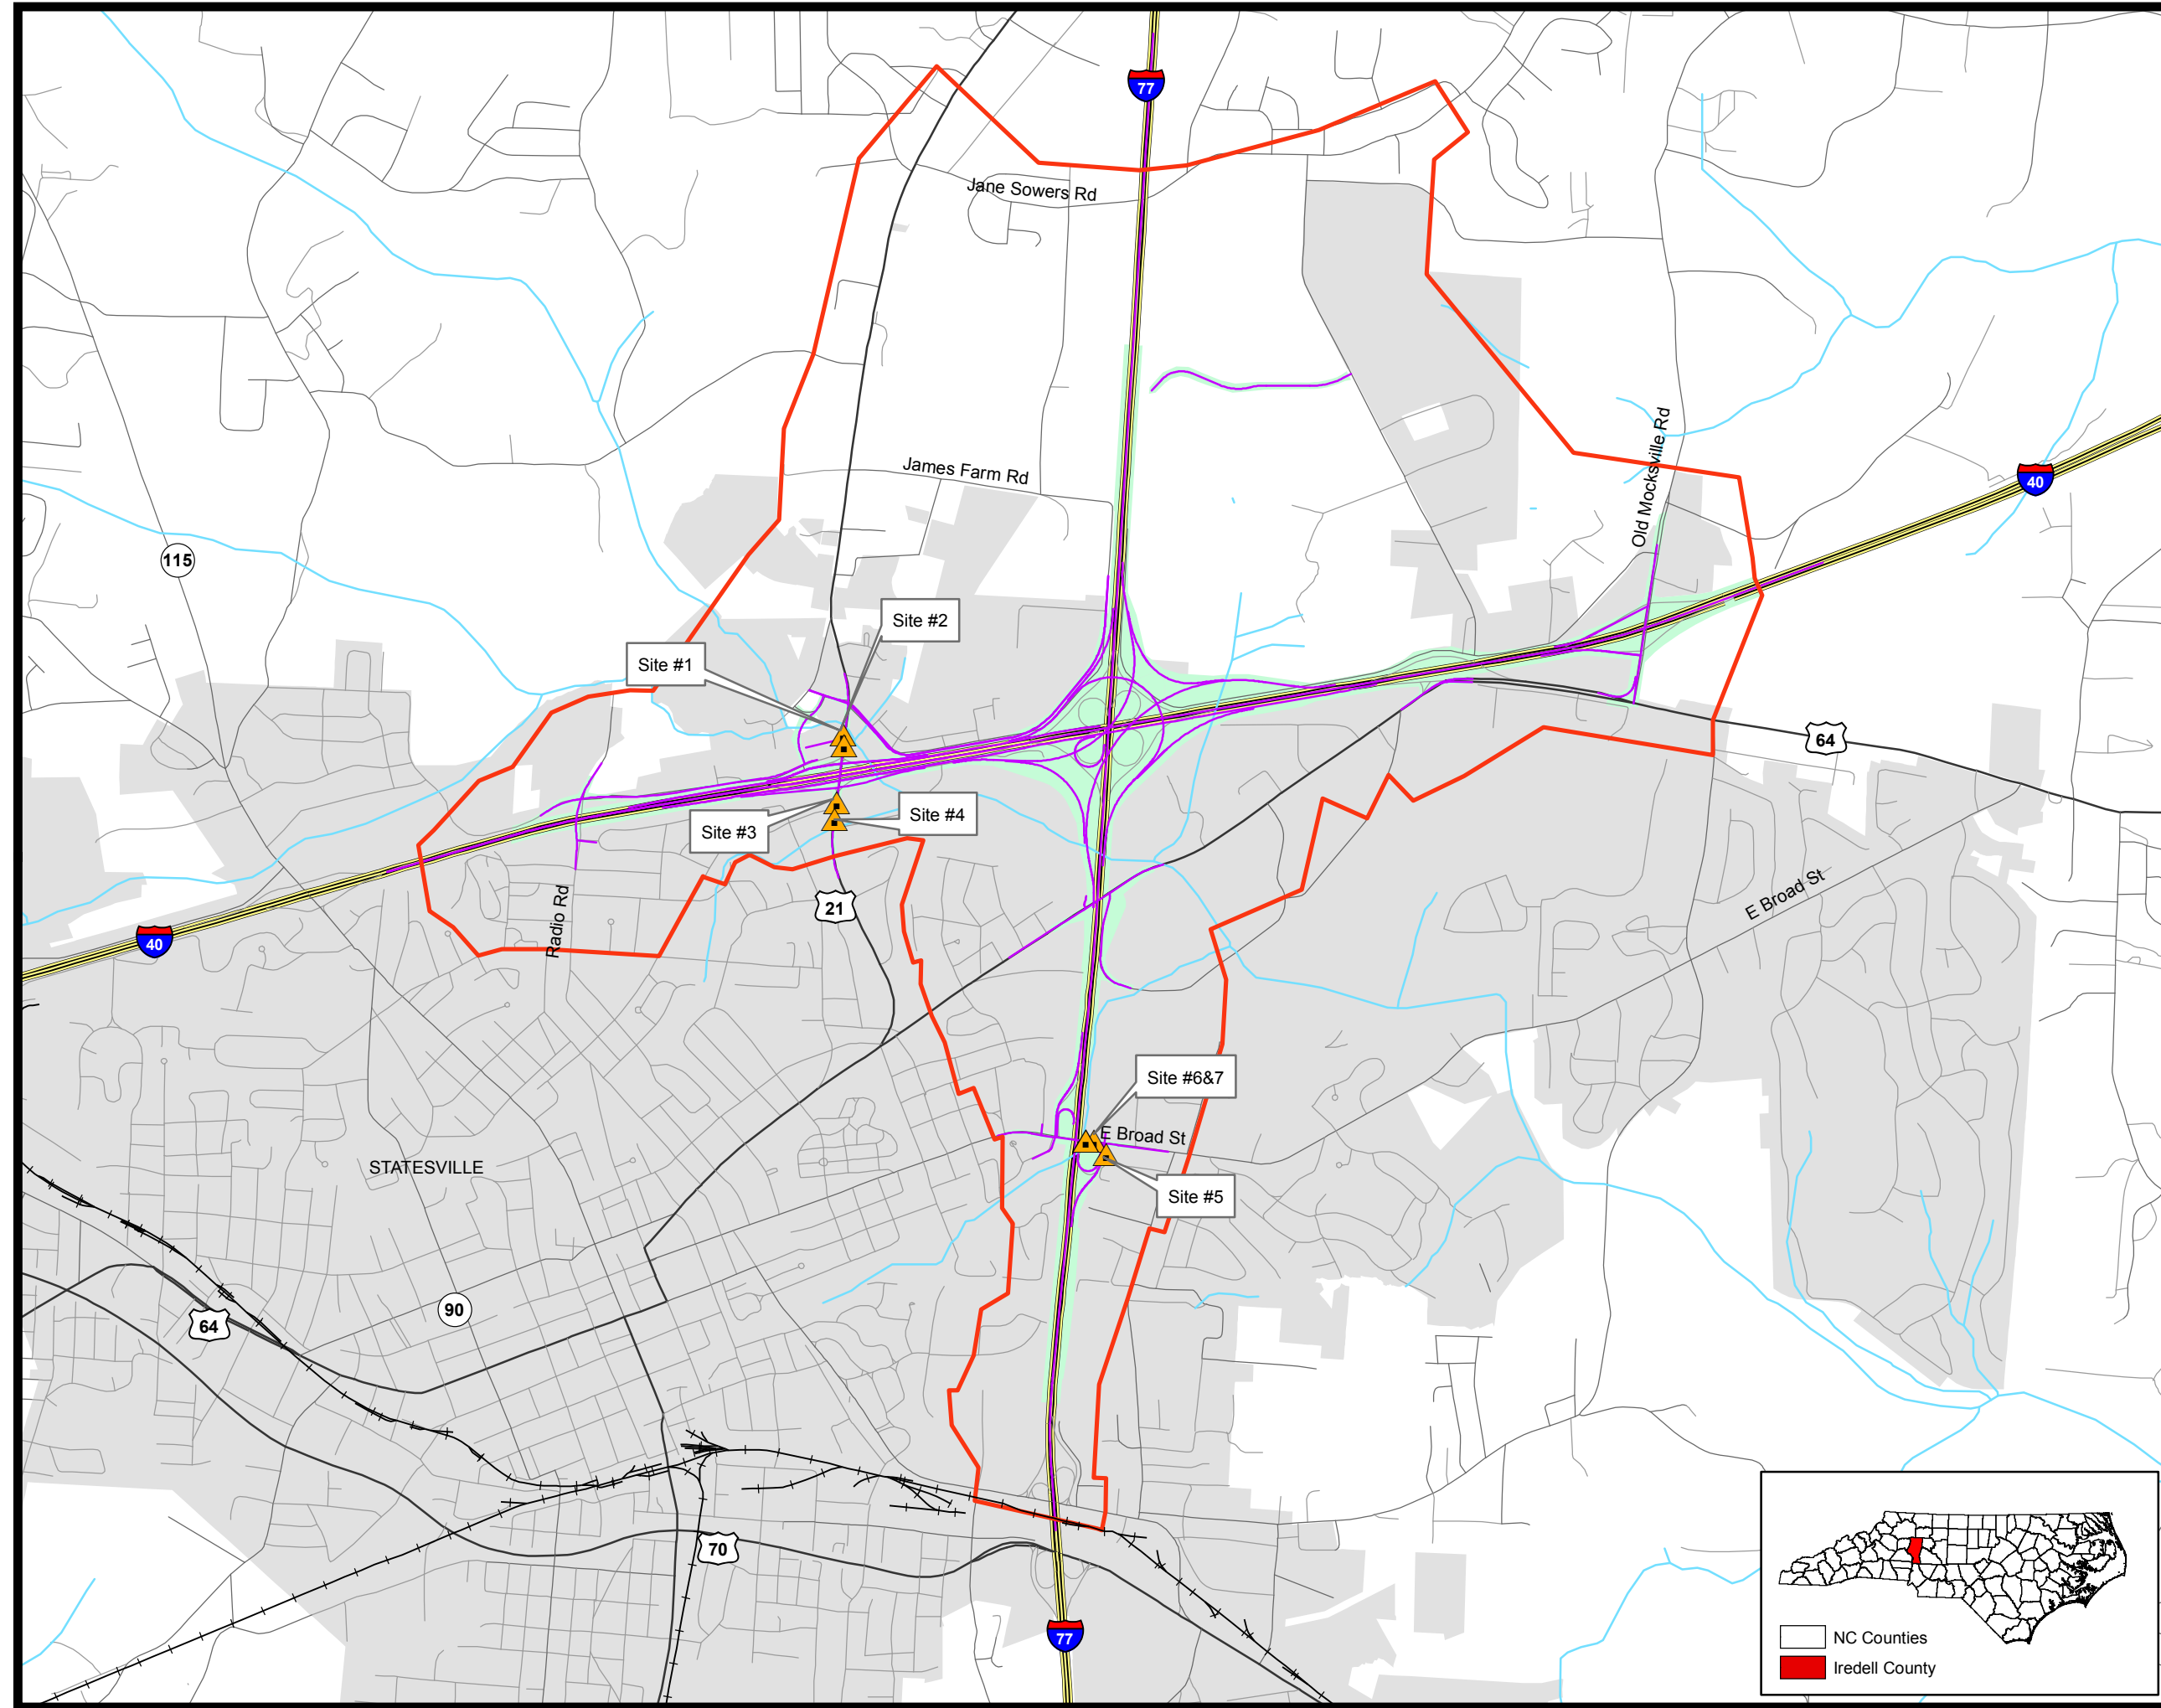 77
Jane Sowers Rd
Old Mocksville Rd
James Farm Rd
40
115
Site #2
Site #1
64
Site #4
Site #3
Radio Rd
21
E Broad St
40
Site #6&7
E Broad St
STATESVILLE
Site #5
90
64
70
77
NC Counties
Iredell County